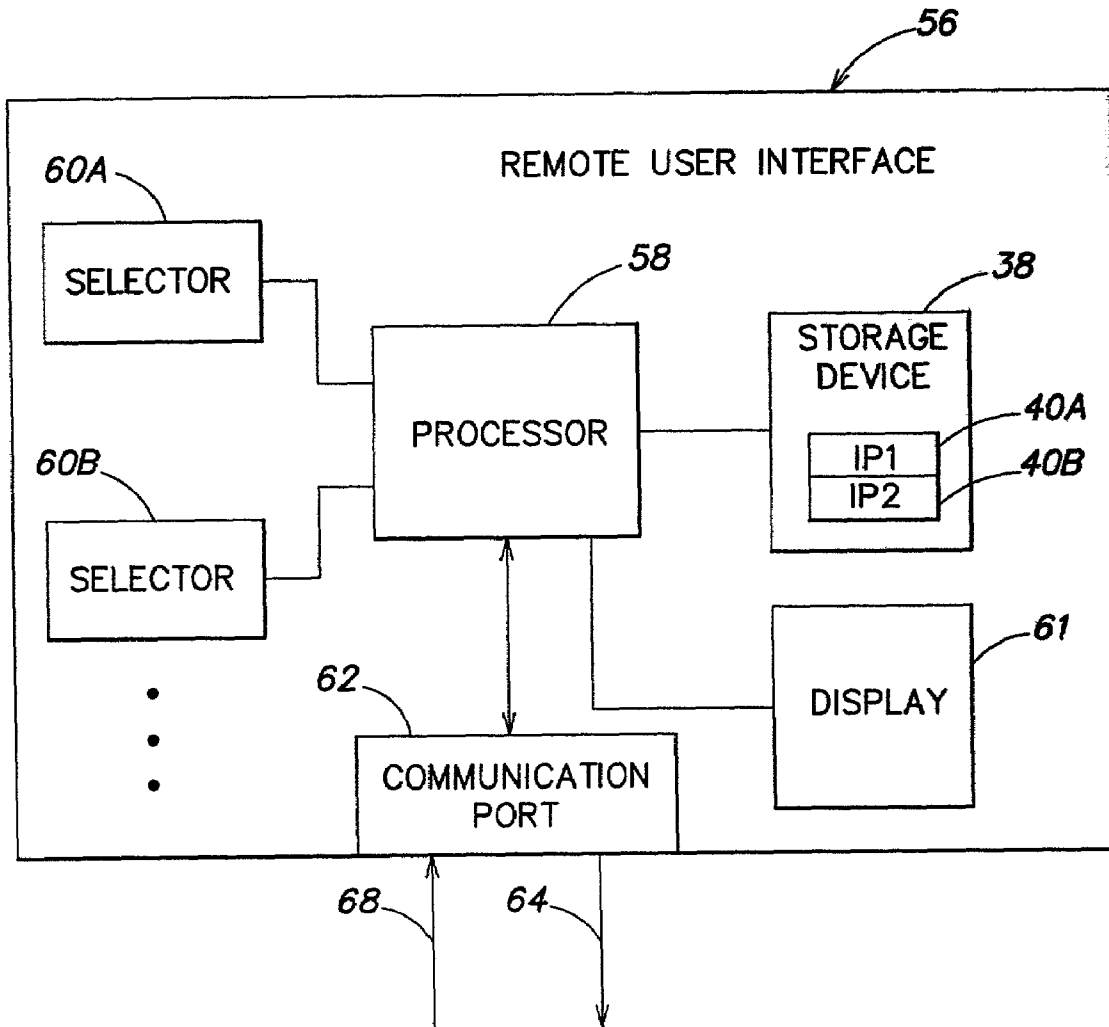 56
REMOTE USER INTERFACE
60A
SELECTOR
58
38
PROCESSOR
STORAGE
DEVICE
40A
IP1
40B
IP2
60B
SELECTOR
61
DISPLAY
62
COMMUNICATION
PORT
68
64